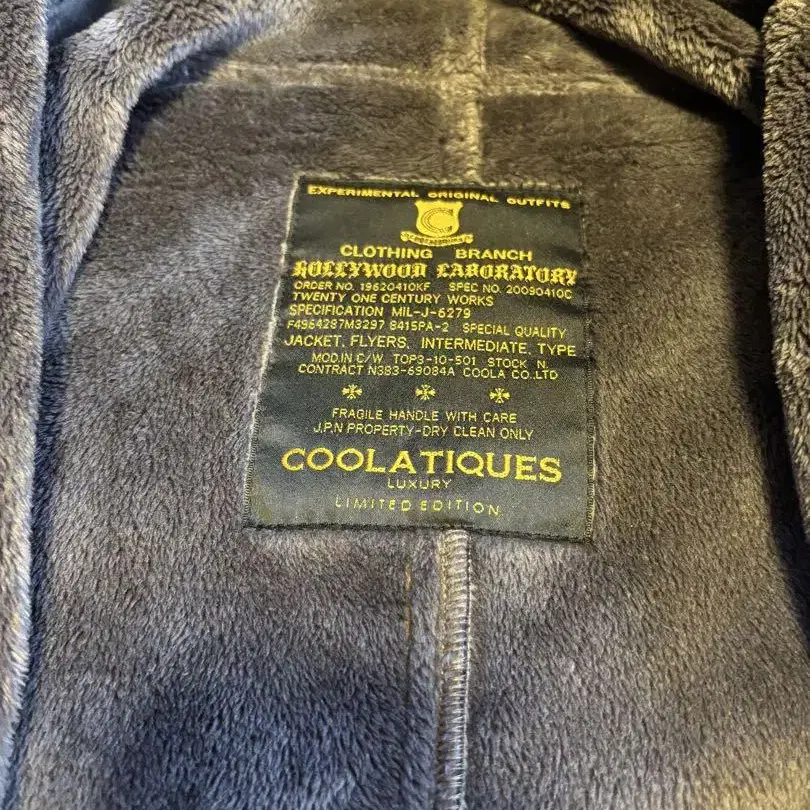 EXPERIMENTAL ORIGINAL OUTFITS
C
CLOTHING BRANCH
HOLLYWOOD LABORATORY
ORDER NO. 19620410KF SPEC NO. 20090410C
TWENTY ONE CENTURY WORKS
SPECIFICATION MIL-J-6279
F4964287M3297 8415PA-2 SPECIAL QUALITY
JACKET, FLYERS, INTERMEDIATE, TYPE
MOD.IN C/W TOP3-10-501 STOCK N.
CONTRACT N383-69084A COOLA CO.,LTD
FRAGILE HANDLE WITH CARE
J.P.N PROPERTY-DRY CLEAN ONLY
COOLATIQUES
LUXURY
LIMITED EDITION